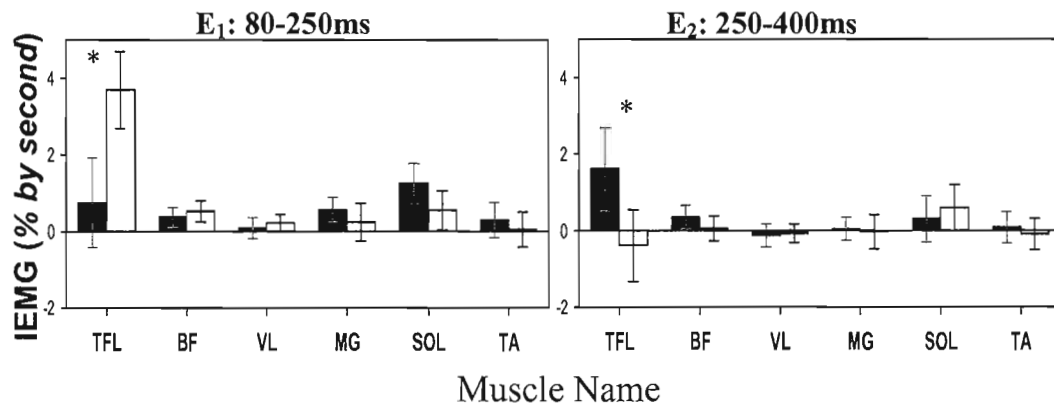 E₁: 80-250ms
E₂: 250-400ms
IEMG (% by second)
4
2
0
-2
*
TFL BF VL MG SOL TA
4
2
0
-2
*
TFL BF VL MG SOL TA
Muscle Name